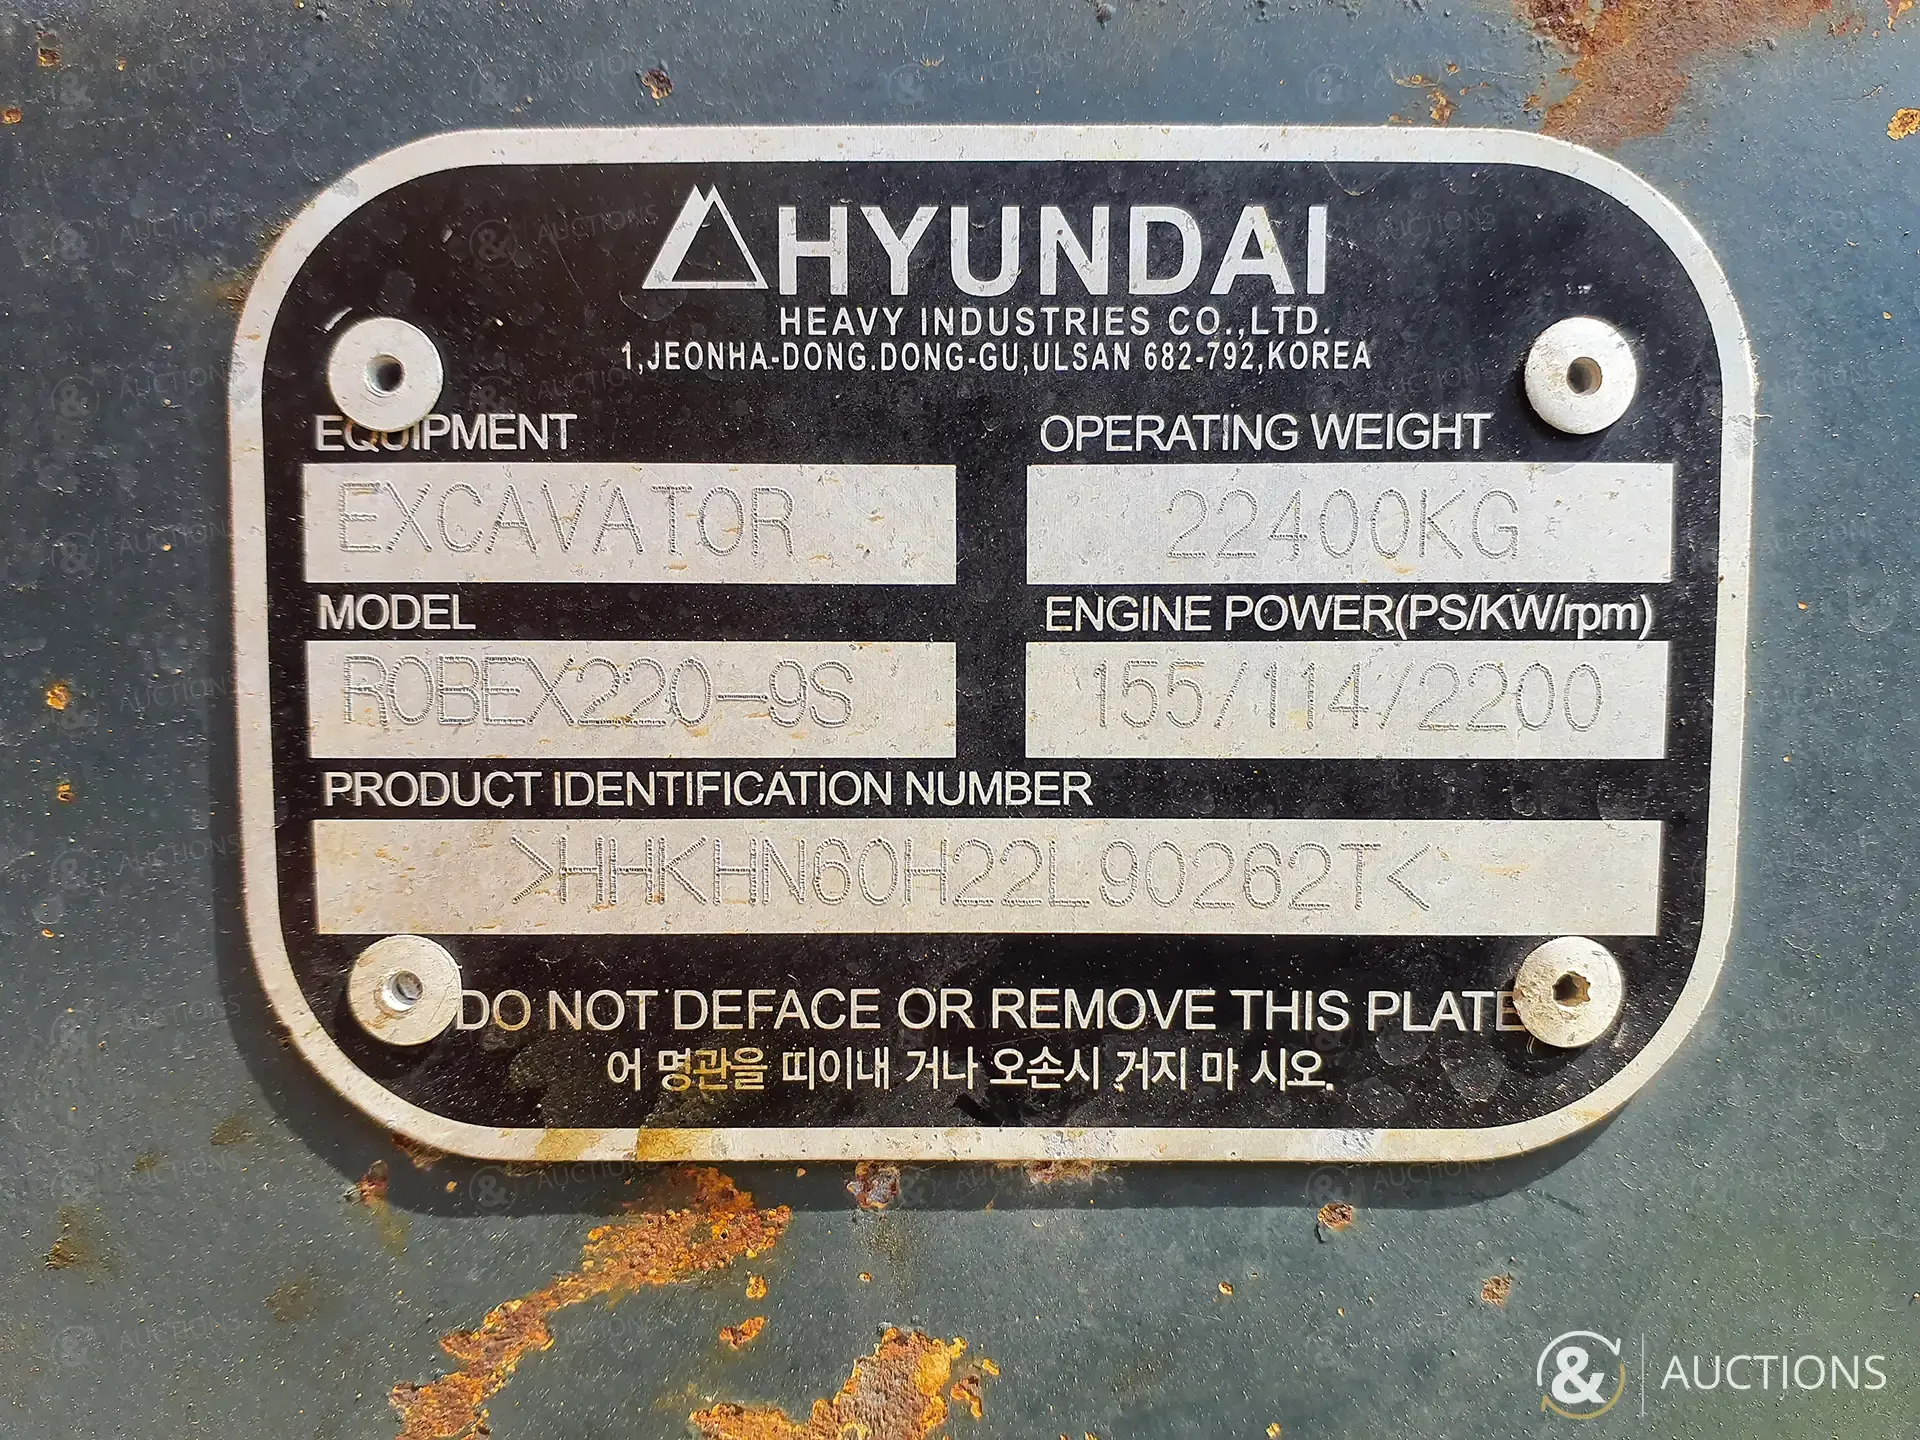 HYUNDAI
HEAVY INDUSTRIES CO.,LTD.
1,JEONHA-DONG.DONG-GU,ULSAN 682-792,KOREA
EQUIPMENT
EXCAVATOR
OPERATING WEIGHT
22400KG
MODEL
ROBEX220-9S
ENGINE POWER(PS/KW/rpm)
155/114/2200
PRODUCT IDENTIFICATION NUMBER
>HHKHN60H22L90262T<
DO NOT DEFACE OR REMOVE THIS PLATE
어 명관을 띠이내 거나 오손시 거지 마 시오.
& AUCTIONS